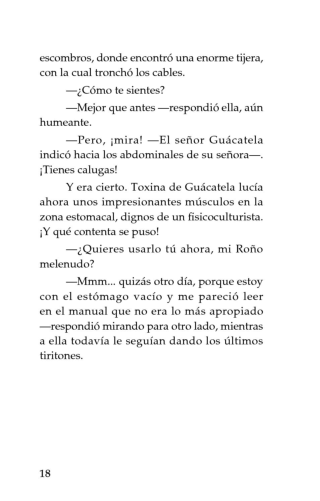 escombros, donde encontró una enorme tijera,
con la cual tronchó los cables.
—¿Cómo te sientes?
—Mejor que antes —respondió ella, aún
humeante.
—Pero, ¡mira! —El señor Guácatela
indicó hacia los abdominales de su señora—.
¡Tienes calugas!
Y era cierto. Toxina de Guácatela lucía
ahora unos impresionantes músculos en la
zona estomacal, dignos de un fisicoculturista.
¡Y qué contenta se puso!
—¿Quieres usarlo tú ahora, mi Roño
melenudo?
—Mmm... quizás otro día, porque estoy
con el estómago vacío y me pareció leer
en el manual que no era lo más apropiado
—respondió mirando para otro lado, mientras
a ella todavía le seguían dando los últimos
tiritones.
18